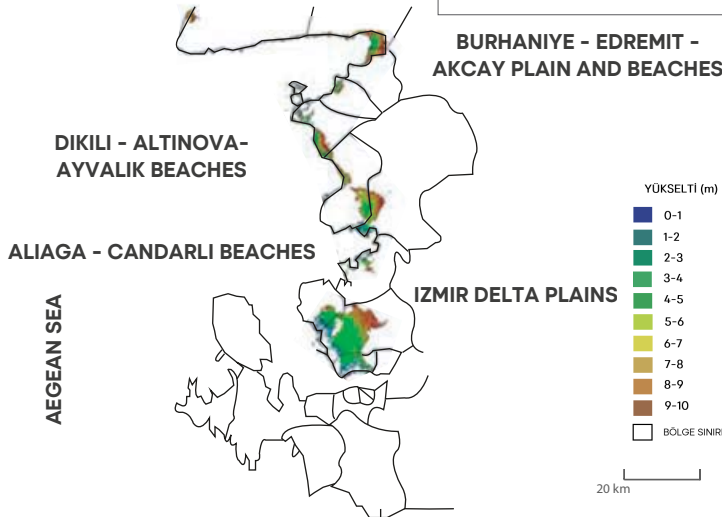 BURHANIYE - EDREMIT -
AKCAY PLAIN AND BEACHES
DIKILI - ALTINOVA-
AYVALIK BEACHES
ALIAGA - CANDARLI BEACHES
IZMIR DELTA PLAINS
AEGEAN SEA
YÜKSELTİ (m)
0-1
1-2
2-3
3-4
4-5
5-6
6-7
7-8
8-9
9-10
BÖLGE SINIRI
20 km